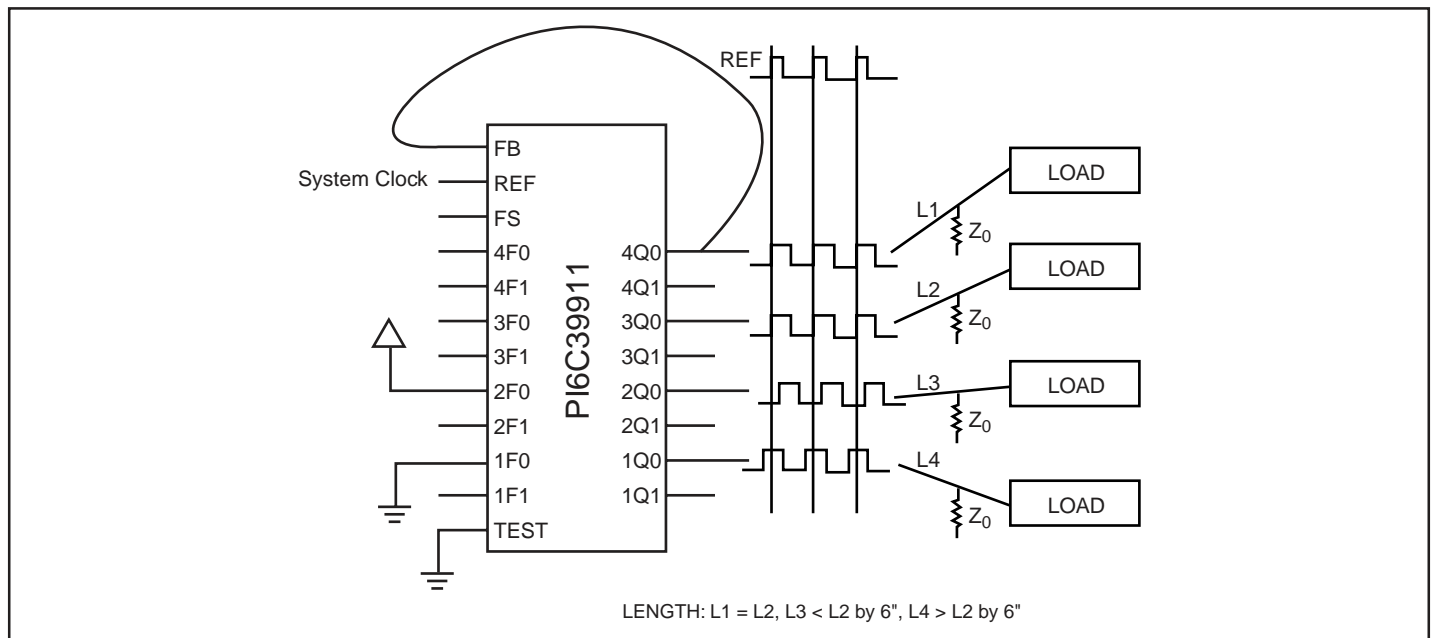 REF
FB
System Clock
REF
FS
4F0
4F1
3F0
3F1
2F0
2F1
1F0
1F1
TEST
PI6C39911
4Q0
4Q1
3Q0
3Q1
2Q0
2Q1
1Q0
1Q1
L1
Z0
LOAD
L2
Z0
LOAD
L3
Z0
LOAD
L4
Z0
LOAD
LENGTH: L1 = L2, L3 < L2 by 6", L4 > L2 by 6"